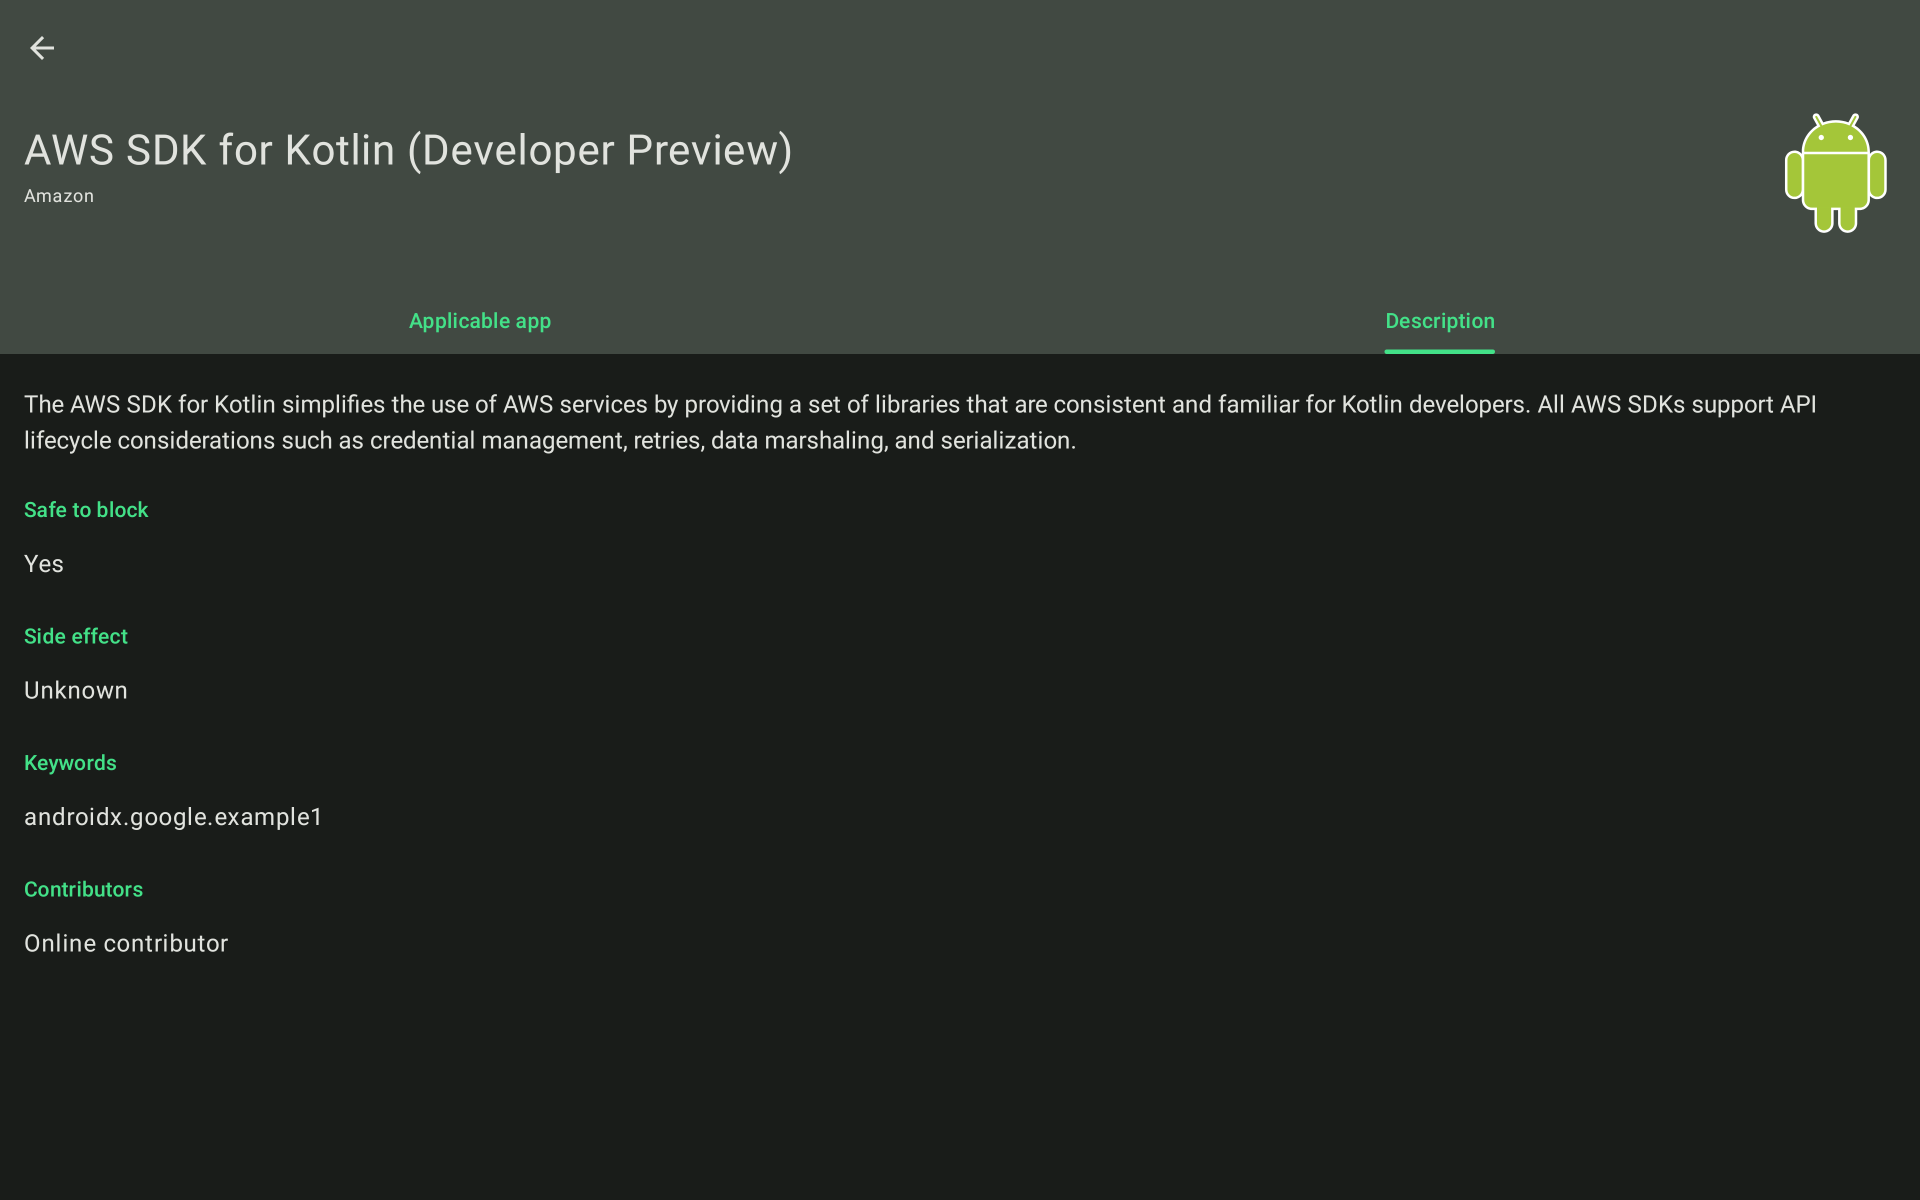 AWS SDK for Kotlin (Developer Preview)
Amazon
Applicable app
Description
The AWS SDK for Kotlin simplifies the use of AWS services by providing a set of libraries that are consistent and familiar for Kotlin developers. All AWS SDKs support API
lifecycle considerations such as credential management, retries, data marshaling, and serialization.
Safe to block
Yes
Side effect
Unknown
Keywords
androidx.google.example1
Contributors
Online contributor